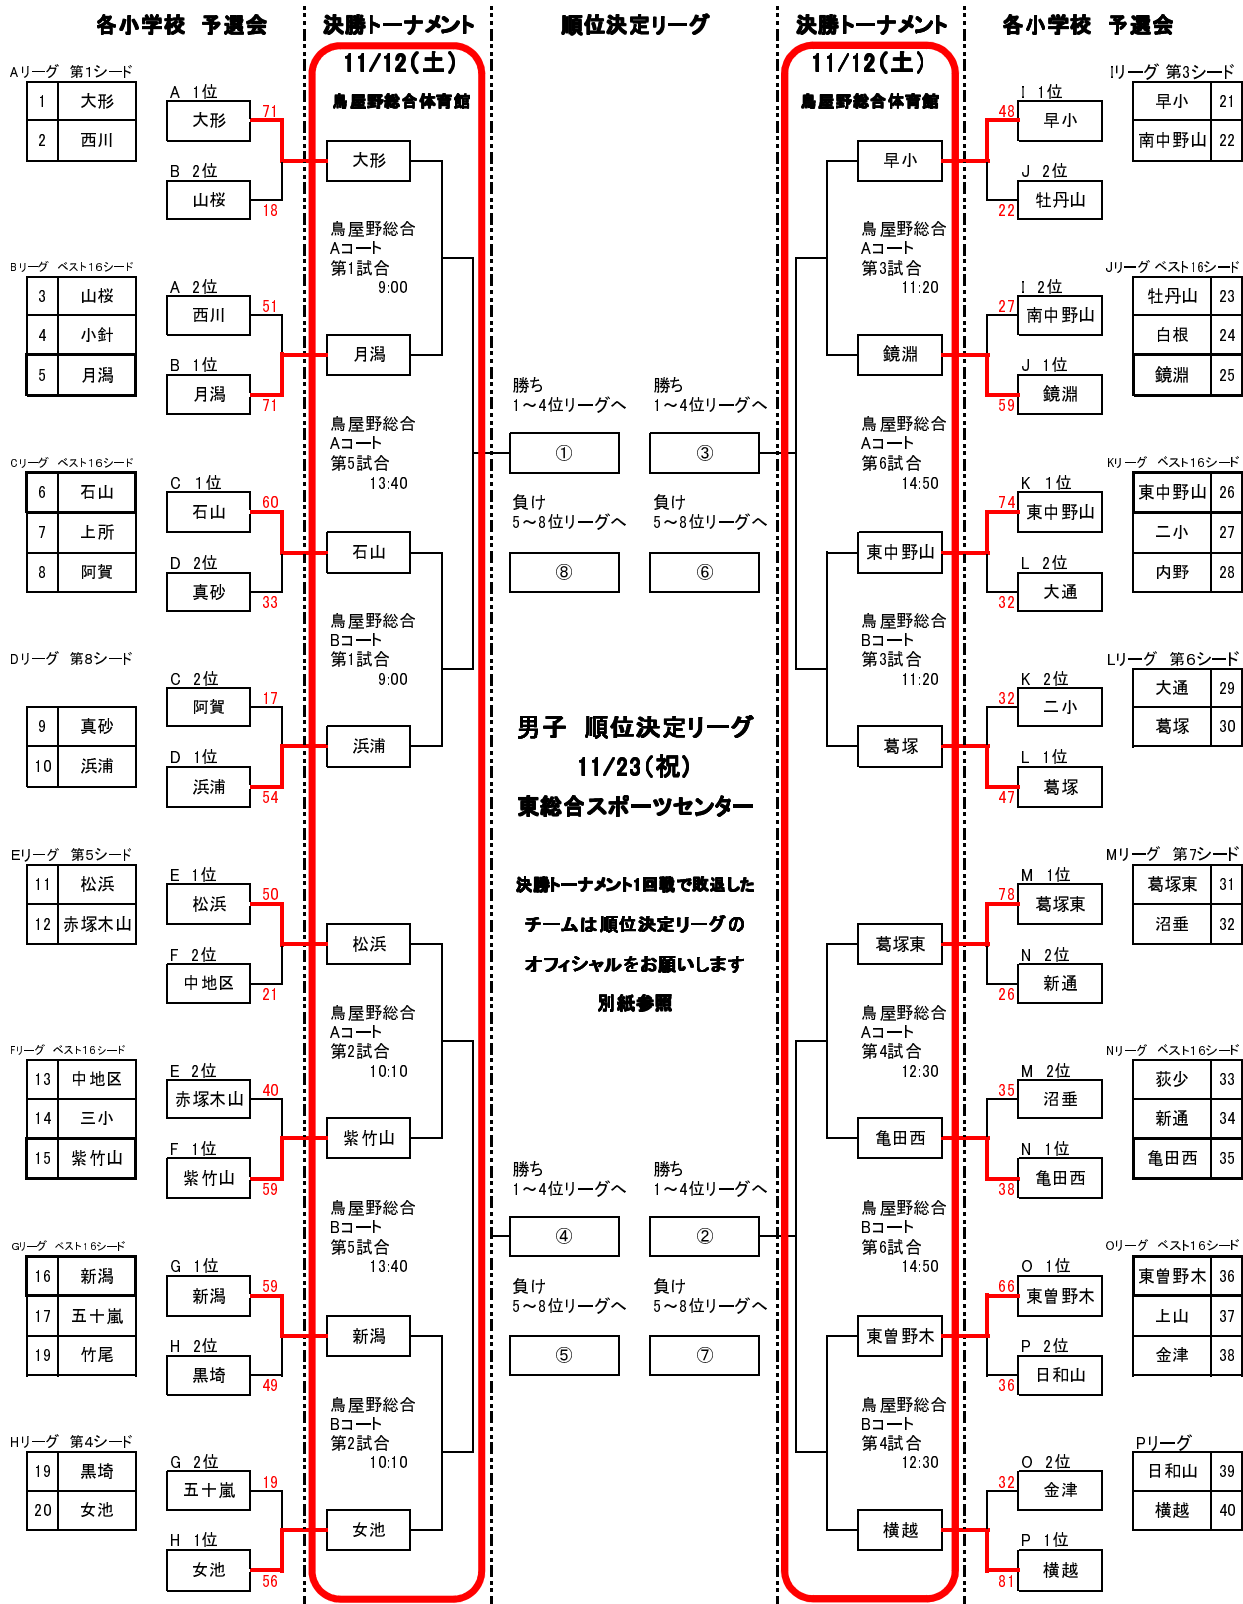 各小学校 予選会
決勝トーナメント
順位決定リーグ
決勝トーナメント
各小学校 予選会
11/12(土)
鳥屋野総合体育館
11/12(土)
鳥屋野総合体育館
Aリーグ 第1シード
1 大形
2 西川
Bリーグ ベスト16シード
3 山桜
4 小針
5 月潟
Cリーグ ベスト16シード
6 石山
7 上所
8 阿賀
Dリーグ 第8シード
9 真砂
10 浜浦
Eリーグ 第5シード
11 松浜
12 赤塚木山
Fリーグ ベスト16シード
13 中地区
14 三小
15 紫竹山
Gリーグ ベスト16シード
16 新潟
17 五十嵐
19 竹尾
Hリーグ 第4シード
19 黒埼
20 女池
A 1位
大形 71
B 2位
山桜 18
A 2位
西川 51
B 1位
月潟 71
C 1位
石山 60
D 2位
真砂 33
C 2位
阿賀 17
D 1位
浜浦 54
E 1位
松浜 50
F 2位
中地区 21
E 2位
赤塚木山 40
F 1位
紫竹山 59
G 1位
新潟 59
H 2位
黒埼 49
G 2位
五十嵐 19
H 1位
女池 56
大形
鳥屋野総合
Aコート
第1試合
9:00
月潟
鳥屋野総合
Aコート
第5試合
13:40
石山
鳥屋野総合
Bコート
第1試合
9:00
浜浦
松浜
鳥屋野総合
Aコート
第2試合
10:10
紫竹山
鳥屋野総合
Bコート
第5試合
13:40
新潟
鳥屋野総合
Bコート
第2試合
10:10
女池
勝ち
1~4位リーグへ
①
負け
5~8位リーグへ
⑧
勝ち
1~4位リーグへ
③
負け
5~8位リーグへ
⑥
男子 順位決定リーグ
11/23(祝)
東総合スポーツセンター
決勝トーナメント1回戦で敗退した
チームは順位決定リーグの
オフィシャルをお願いします
別紙参照
勝ち
1~4位リーグへ
④
負け
5~8位リーグへ
⑤
勝ち
1~4位リーグへ
②
負け
5~8位リーグへ
⑦
早小
鳥屋野総合
Aコート
第3試合
11:20
鏡淵
鳥屋野総合
Aコート
第6試合
14:50
東中野山
鳥屋野総合
Bコート
第3試合
11:20
葛塚
葛塚東
鳥屋野総合
Aコート
第4試合
12:30
亀田西
鳥屋野総合
Bコート
第6試合
14:50
東曽野木
鳥屋野総合
Bコート
第4試合
12:30
横越
I 1位
48 早小
J 2位
22 牡丹山
I 2位
27 南中野山
J 1位
59 鏡淵
K 1位
74 東中野山
L 2位
32 大通
K 2位
32 二小
L 1位
47 葛塚
M 1位
78 葛塚東
N 2位
26 新通
M 2位
35 沼垂
N 1位
38 亀田西
O 1位
66 東曽野木
P 2位
36 日和山
O 2位
32 金津
P 1位
81 横越
Iリーグ 第3シード
早小 21
南中野山 22
Jリーグ ベスト16シード
牡丹山 23
白根 24
鏡淵 25
Kリーグ ベスト16シード
東中野山 26
二小 27
内野 28
Lリーグ 第6シード
大通 29
葛塚 30
Mリーグ 第7シード
葛塚東 31
沼垂 32
Nリーグ ベスト16シード
荻少 33
新通 34
亀田西 35
Oリーグ ベスト16シード
東曽野木 36
上山 37
金津 38
Pリーグ
日和山 39
横越 40